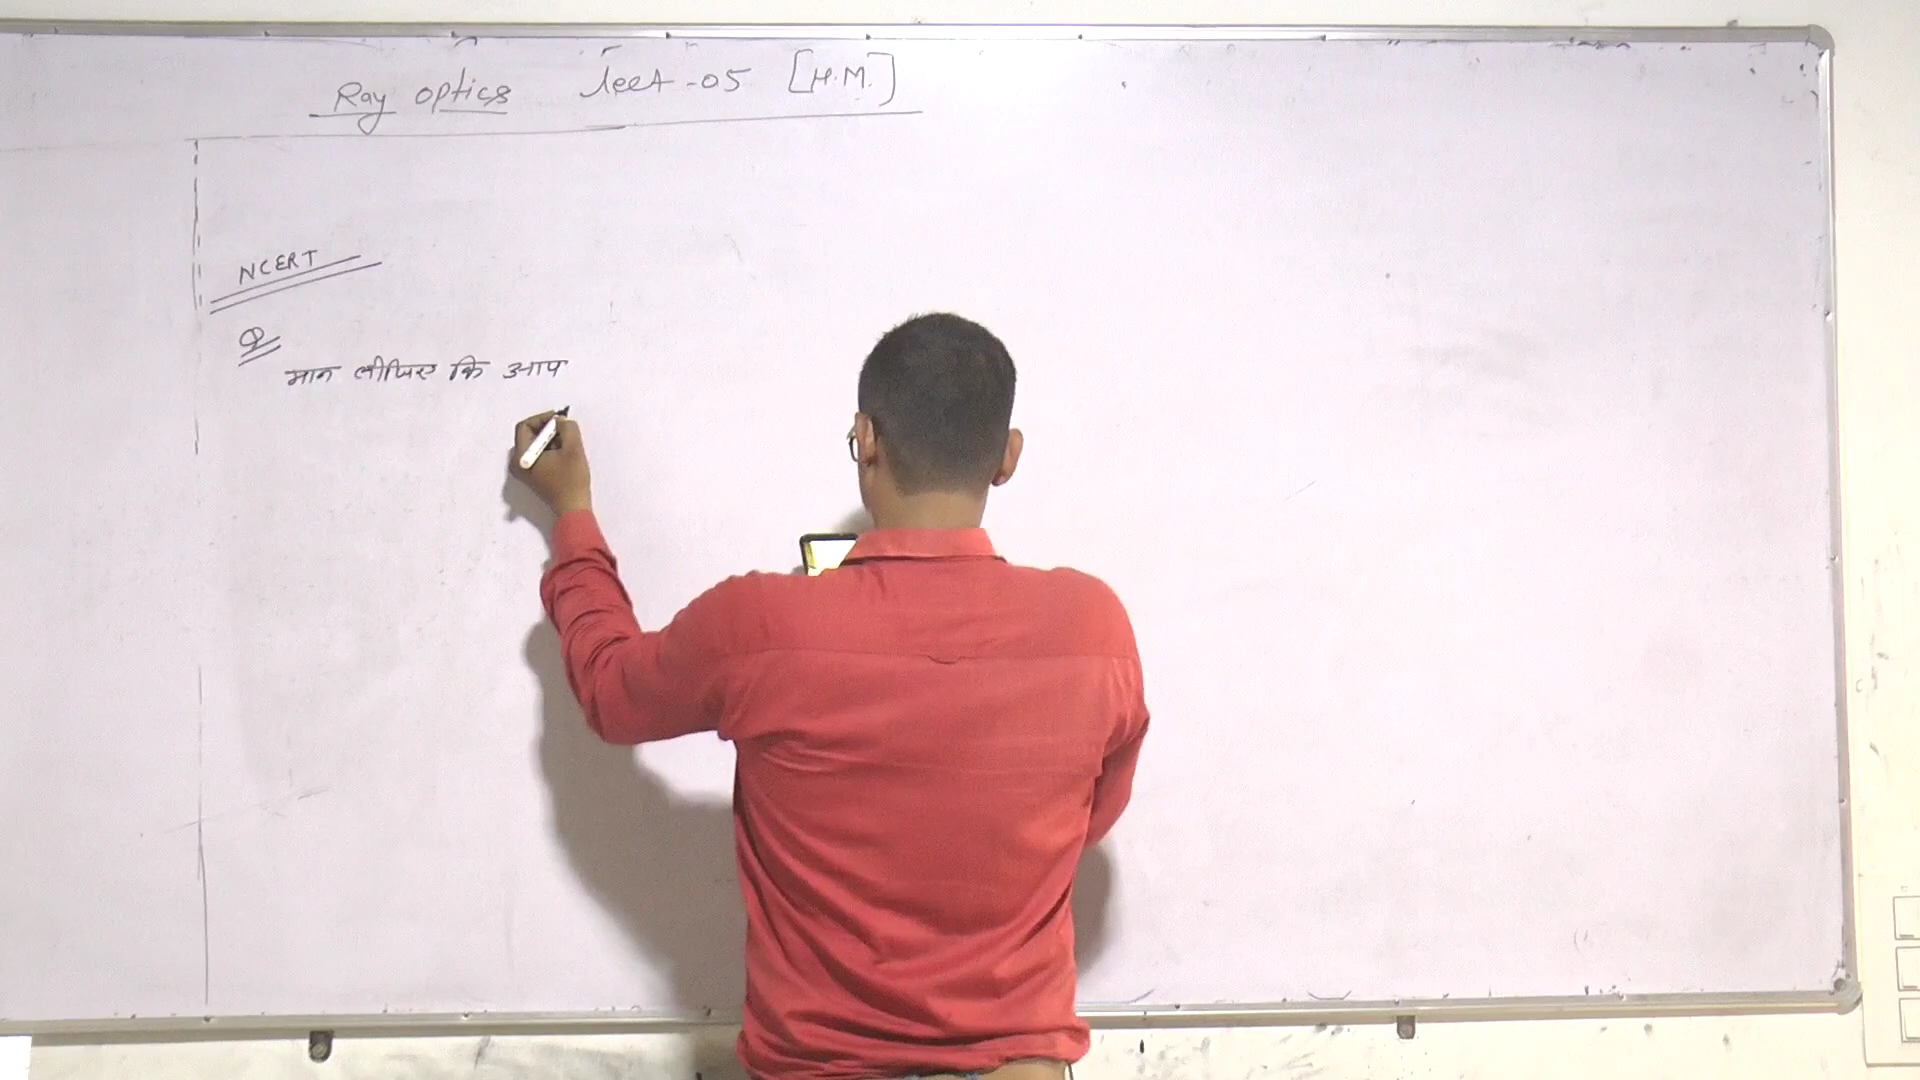 Ray optics Lect-05 [H.M.]
NCERT
Q
मान लीजिए कि आप